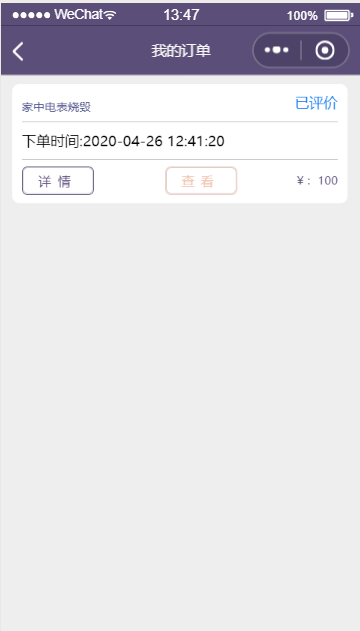 ●●●●● WeChat 13:47 100%
我的订单
家中电表烧毁 已评价
下单时间:2020-04-26 12:41:20
详 情 查 看 ¥：100